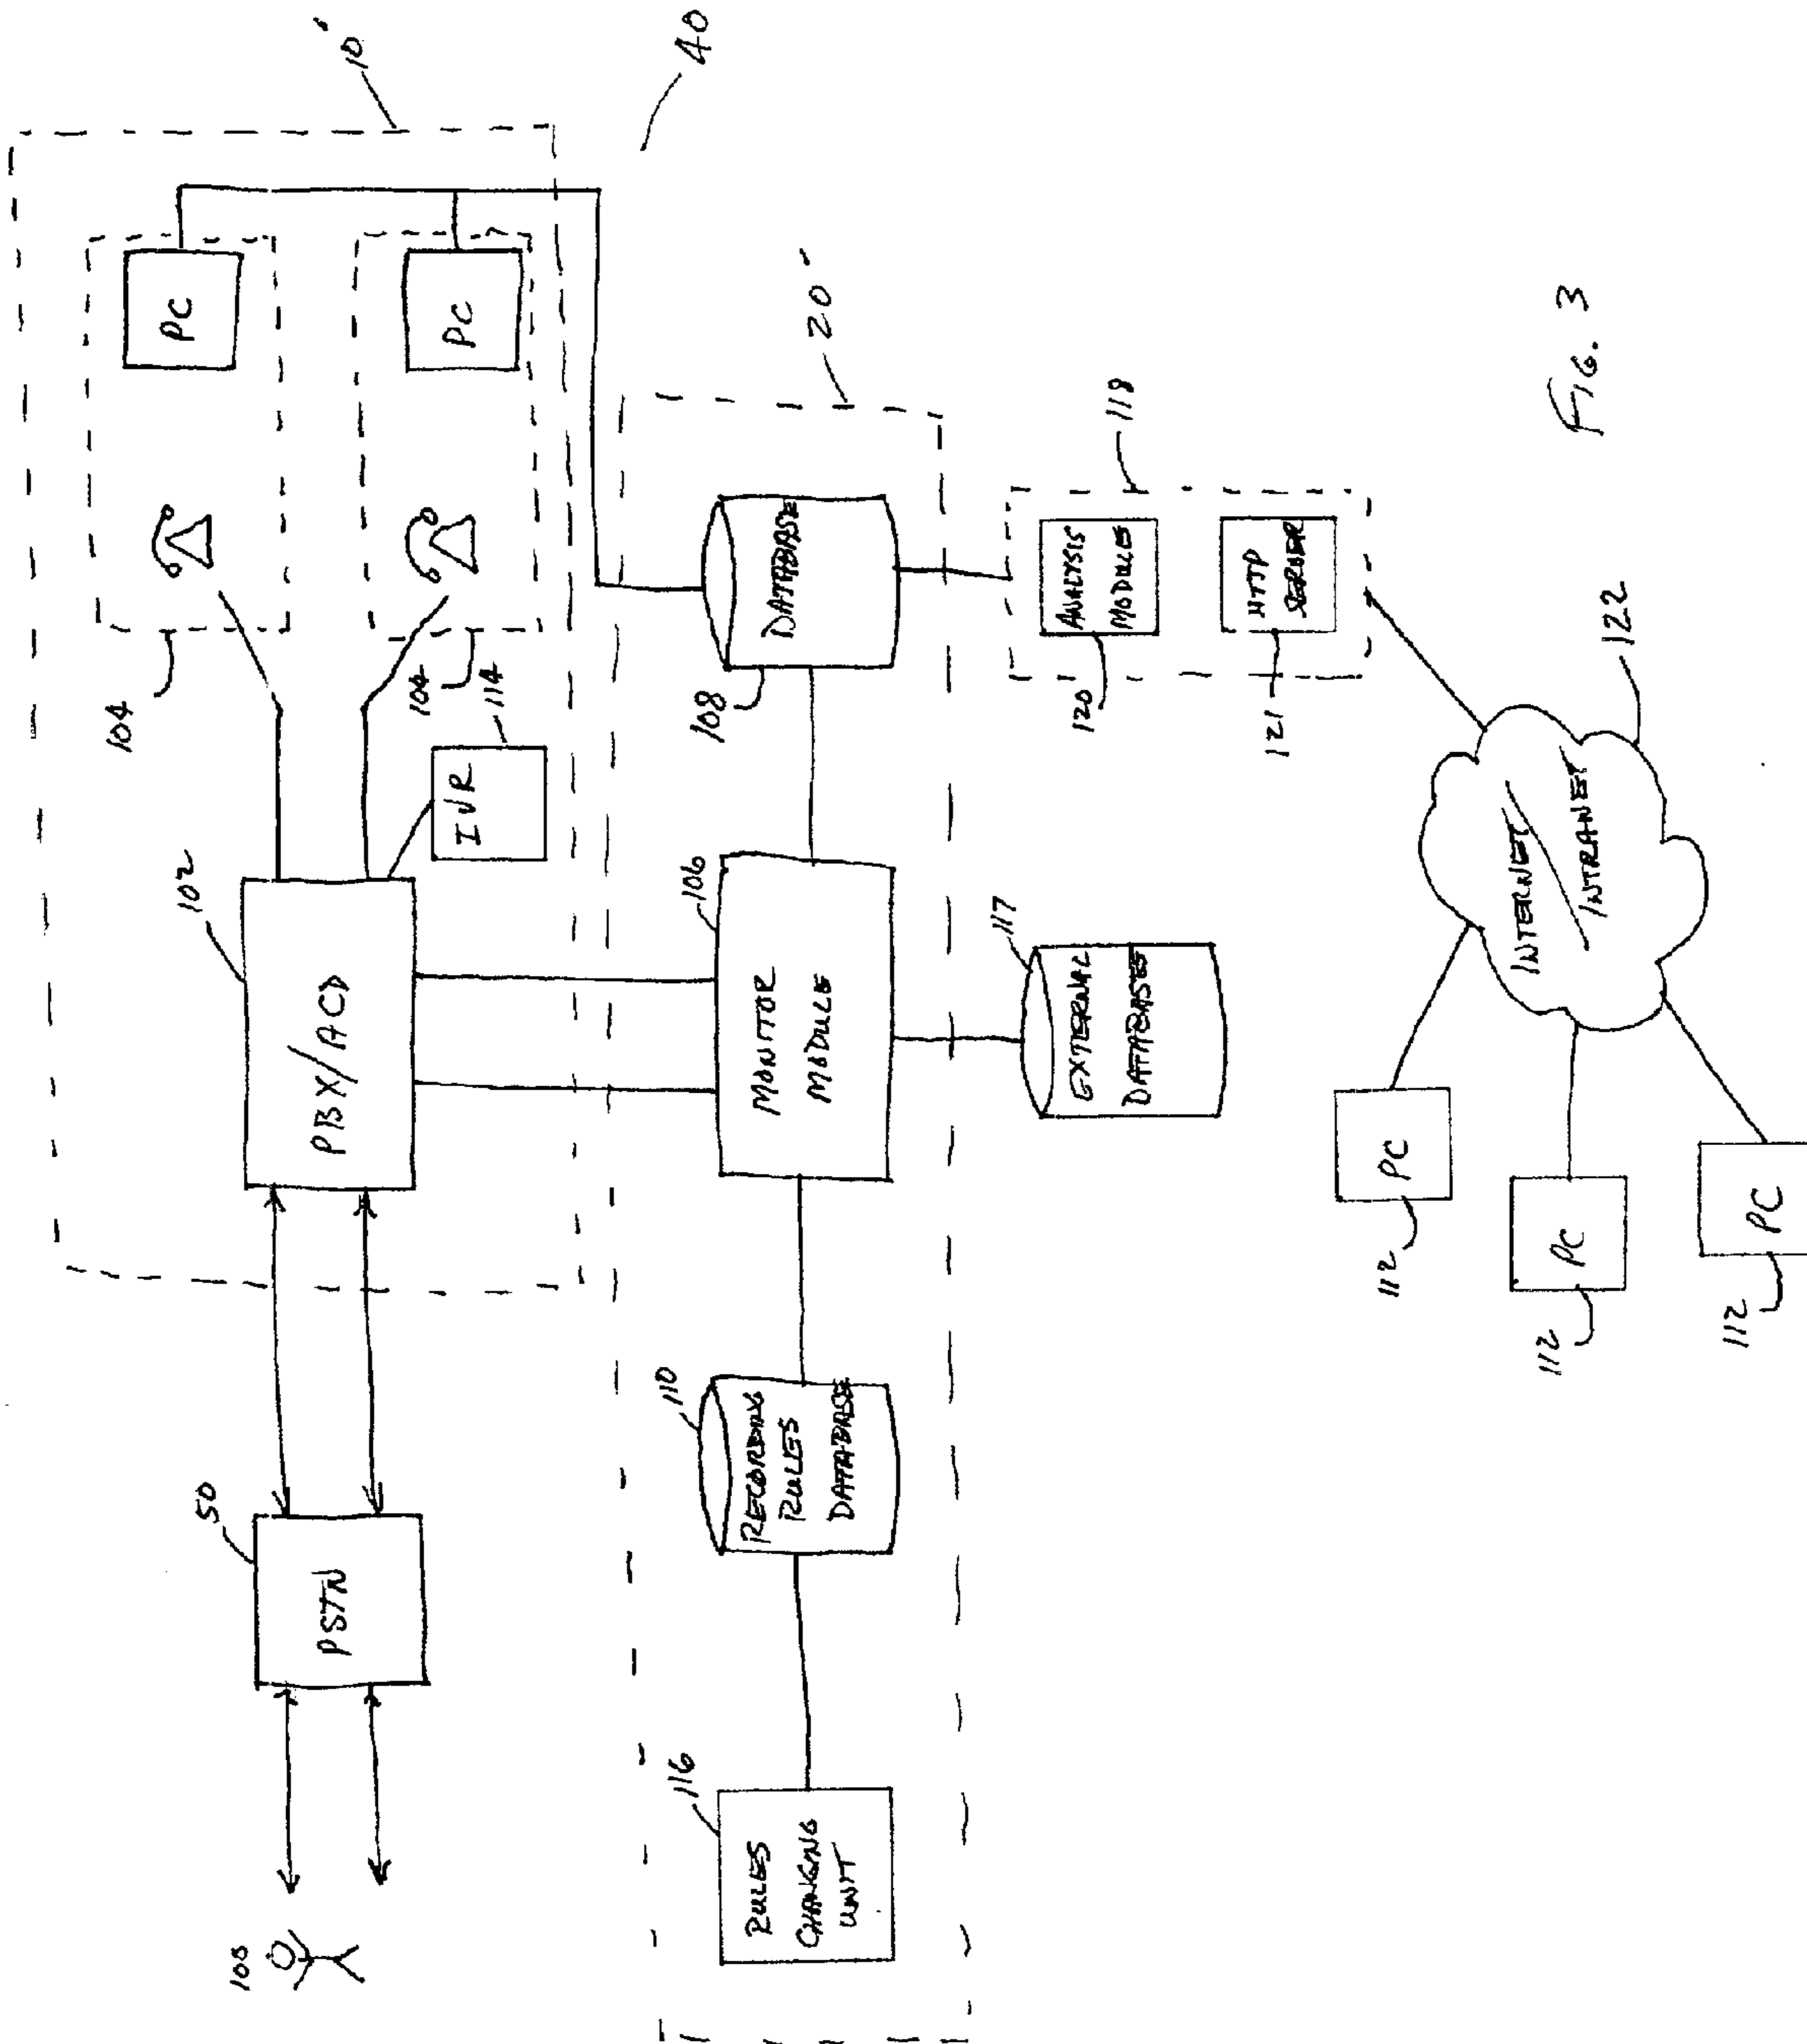 10'
40
104
PC
104
PC
114
IVR
102
PBX/ACD
50
PSTN
100
20'
108
DATABASE
106
MONITOR
MODULE
110
RECORDING
RULES
DATABASE
116
RULES
CHANGING
UNIT
117
EXTERNAL
DATABASES
118
120
ANALYSIS
MODULE
121
HTTP
SERVER
122
INTERNET
INTRANET
PC
112
PC
112
PC
112
FIG. 3